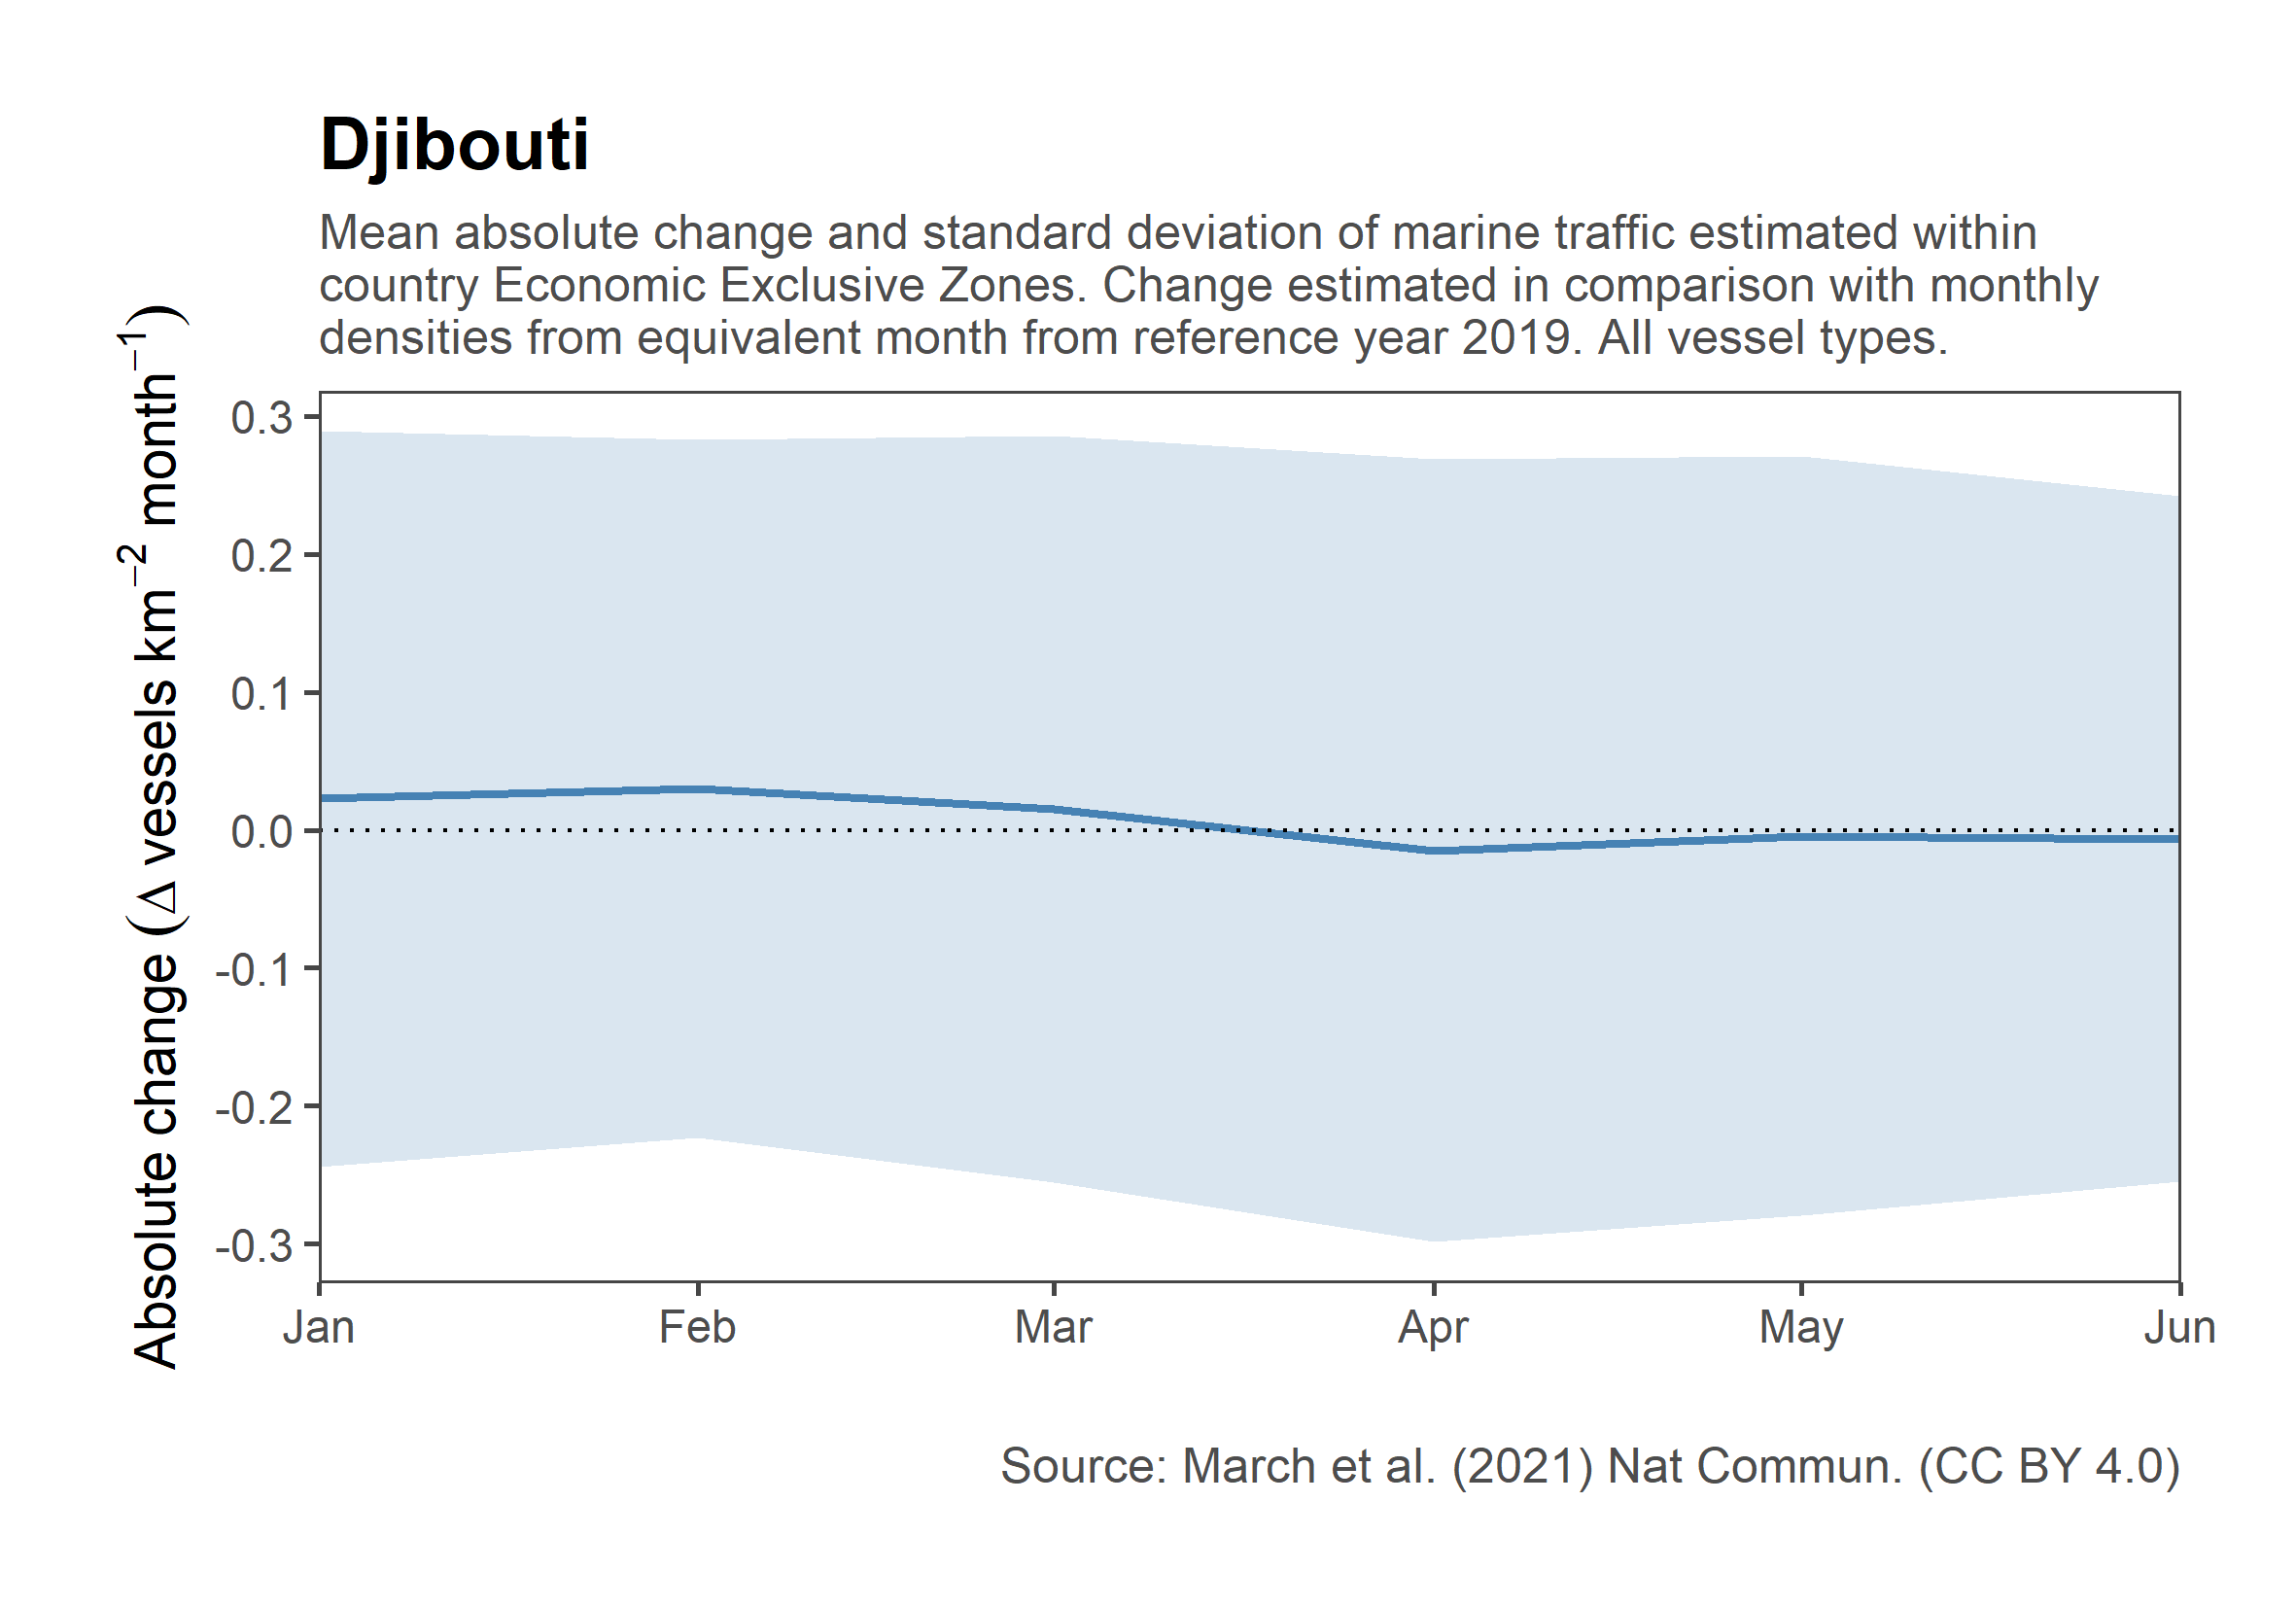 Djibouti
Mean absolute change and standard deviation of marine traffic estimated within
country Economic Exclusive Zones. Change estimated in comparison with monthly
densities from equivalent month from reference year 2019. All vessel types.
Absolute change (Δ vessels km⁻² month⁻¹)
0.3
0.2
0.1
0.0
-0.1
-0.2
-0.3
Jan Feb Mar Apr May Jun
Source: March et al. (2021) Nat Commun. (CC BY 4.0)